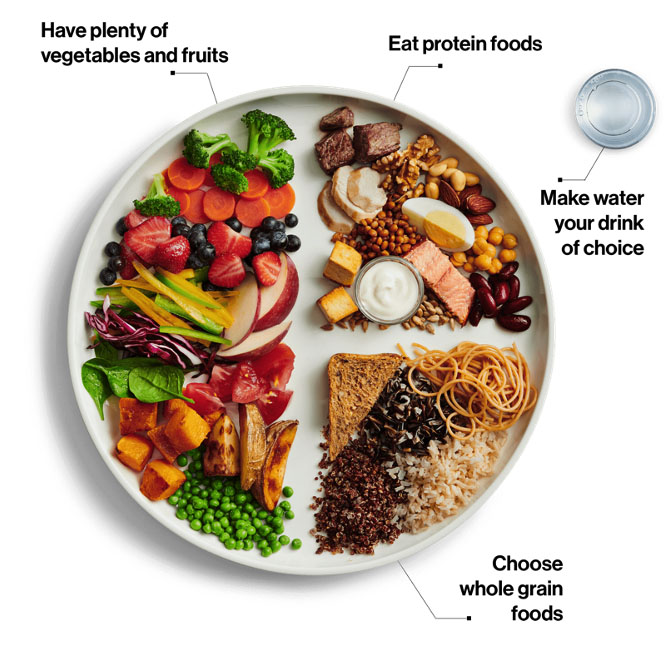 Have plenty of
vegetables and fruits
Eat protein foods
Make water
your drink
of choice
Choose
whole grain
foods